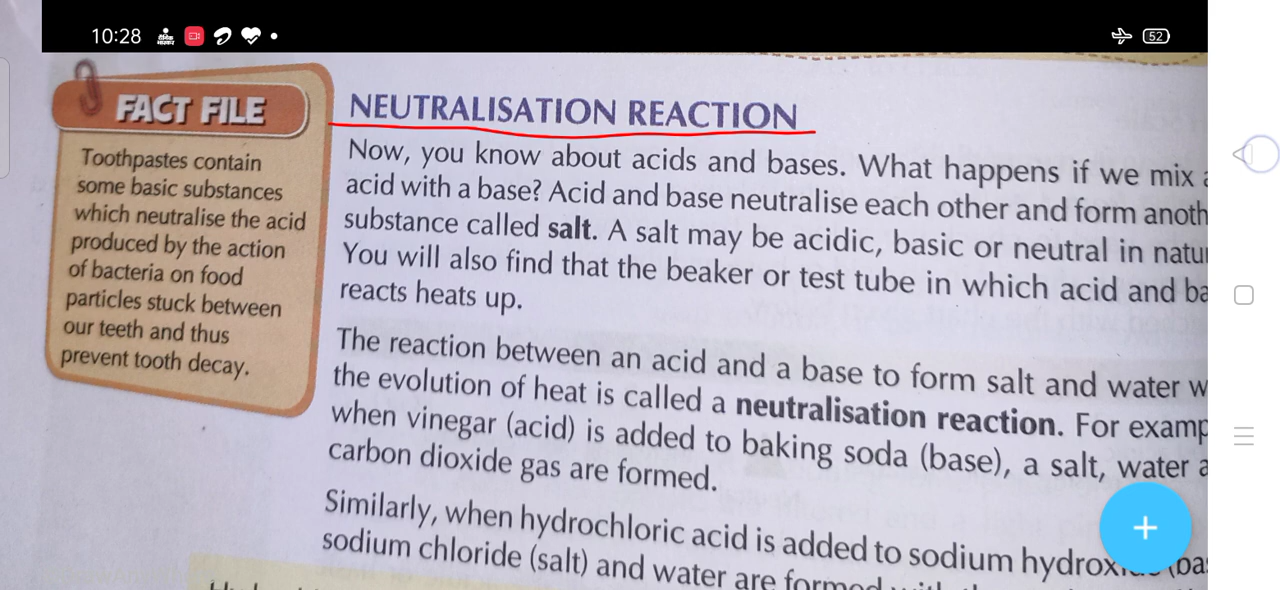 10:28
52
FACT FILE
Toothpastes contain
some basic substances
which neutralise the acid
produced by the action
of bacteria on food
particles stuck between
our teeth and thus
prevent tooth decay.
NEUTRALISATION REACTION
Now, you know about acids and bases. What happens if we mix
acid with a base? Acid and base neutralise each other and form anoth
substance called salt. A salt may be acidic, basic or neutral in natu
You will also find that the beaker or test tube in which acid and ba
reacts heats up.
The reaction between an acid and a base to form salt and water w
the evolution of heat is called a neutralisation reaction. For examp
when vinegar (acid) is added to baking soda (base), a salt, water a
carbon dioxide gas are formed.
Similarly, when hydrochloric acid is added to sodium (bas
sodium chloride (salt) and water are formed